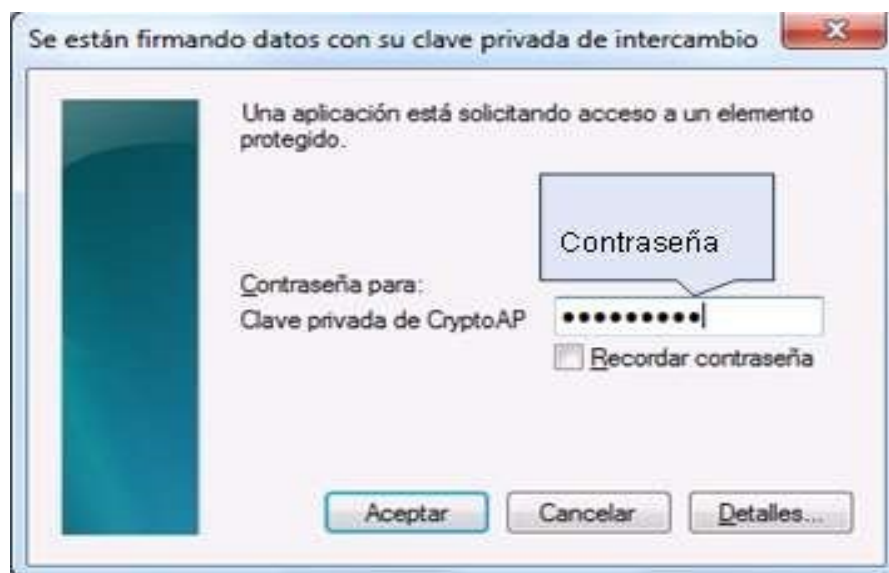 Se están firmando datos con su clave privada de intercambio
Una aplicación está solicitando acceso a un elemento
protegido.
Contraseña
Contraseña para:
Clave privada de CryptoAP
Recordar contraseña
Aceptar
Cancelar
Detalles...